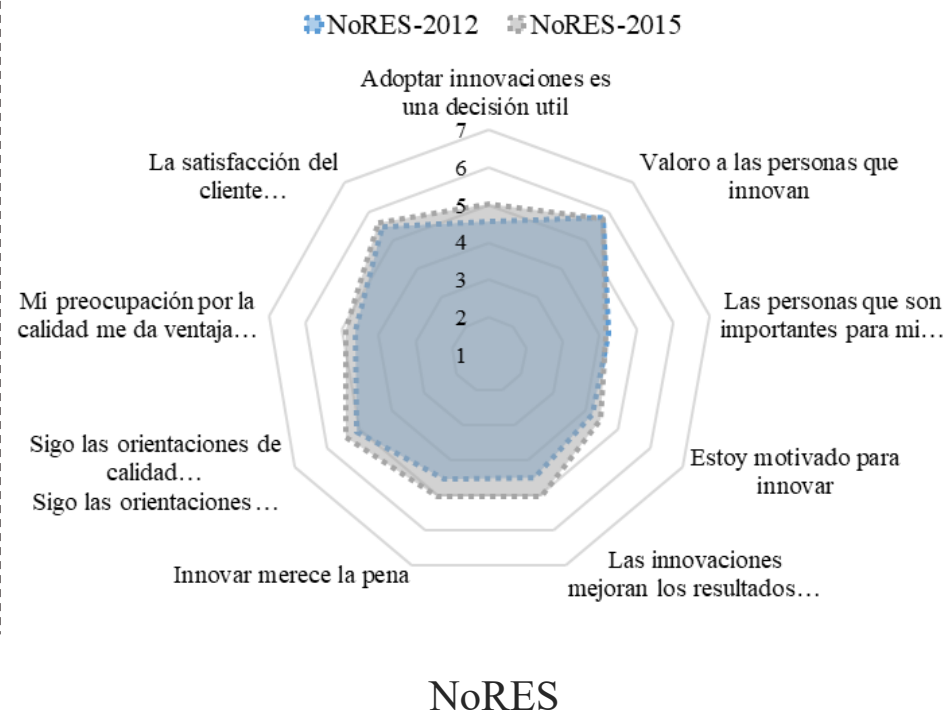 NoRES-2012 NoRES-2015
Adoptar innovaciones es
una decisión util
Valoro a las personas que
innovan
Las personas que son
importantes para mi…
Estoy motivado para
innovar
Las innovaciones
mejoran los resultados…
Innovar merece la pena
Sigo las orientaciones de
calidad…
Sigo las orientaciones …
Mi preocupación por la
calidad me da ventaja…
La satisfacción del
cliente…
7
6
5
4
3
2
1
NoRES